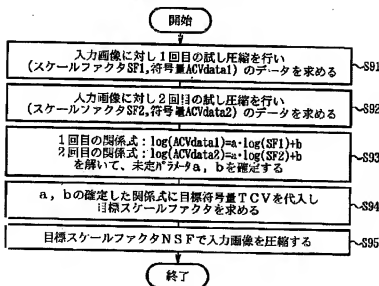 開始
入力画像に対し1回目の試し圧縮を行い
(スケールファクタSF1,符号量ACVdata1) のデータを求める
S91
入力画像に対し2回目の試し圧縮を行い
(スケールファクタSF2,符号量ACVdata2) のデータを求める
S92
1回目の関係式：log(ACVdata1)=a・log(SF1)+b
2回目の関係式：log(ACVdata2)=a・log(SF2)+b
を解いて、未定パラメータa，bを確定する
S93
a，bの確定した関係式に目標符号量TCVを代入し
目標スケールファクタを求める
S94
目標スケールファクタNSFで入力画像を圧縮する
S95
終了